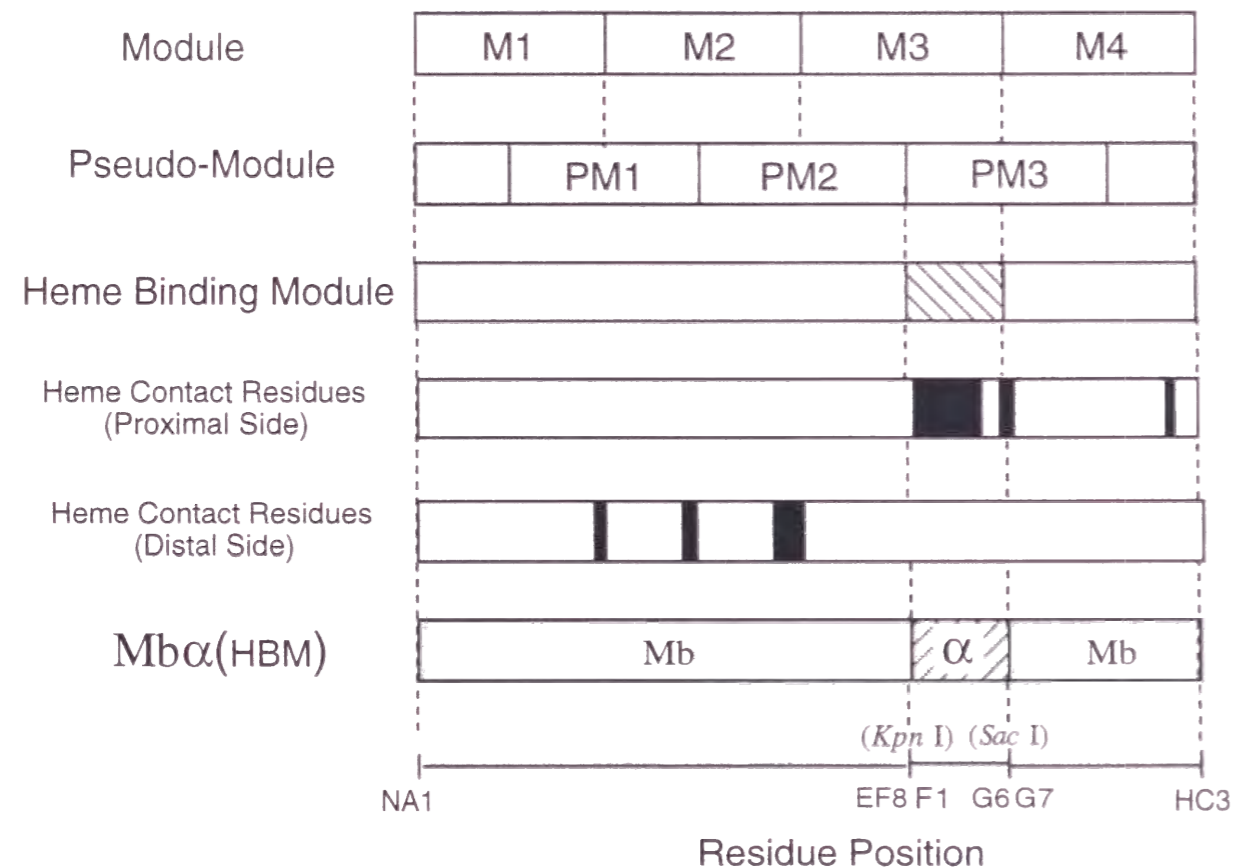 Module M1 M2 M3 M4
Pseudo-Module PM1 PM2 PM3
Heme Binding Module
Heme Contact Residues
(Proximal Side)
Heme Contact Residues
(Distal Side)
Mbα(HBM) Mb α Mb
(Kpn I) (Sac I)
NA1 EF8 F1 G6 G7 HC3
Residue Position